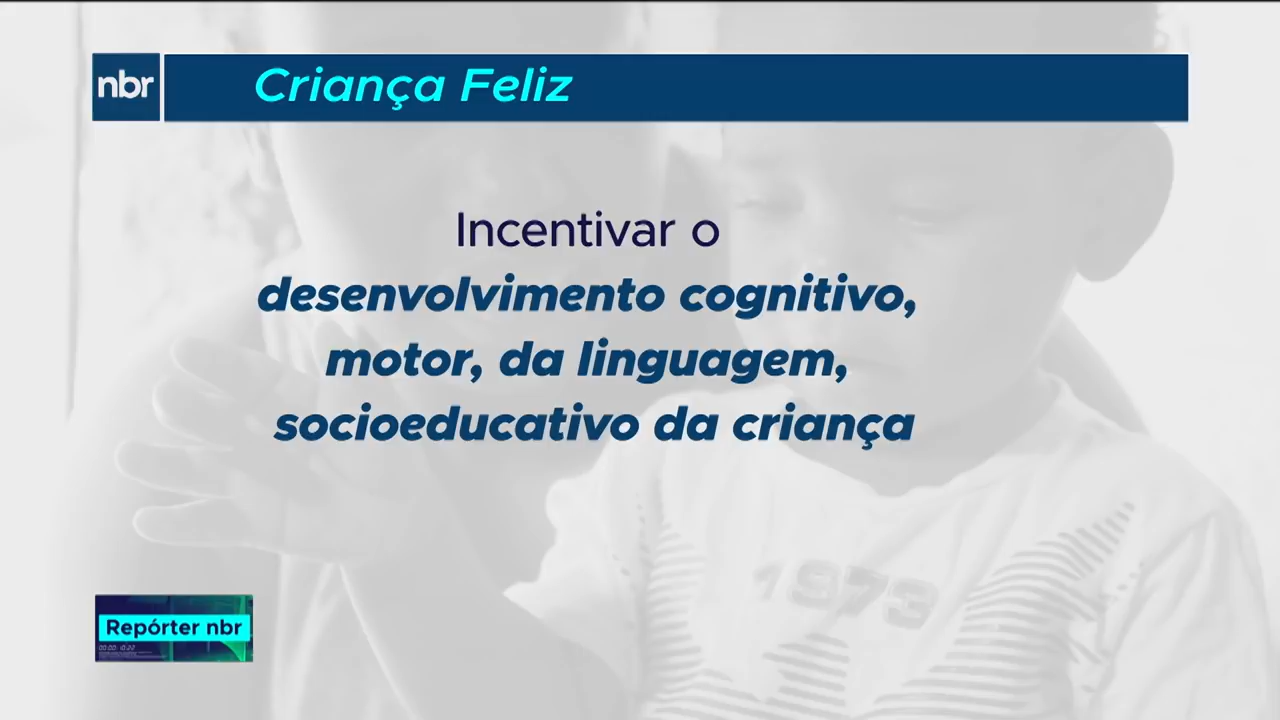 nbr
Criança Feliz
Incentivar o
desenvolvimento cognitivo,
motor, da linguagem,
socioeducativo da criança
1973
Repórter nbr